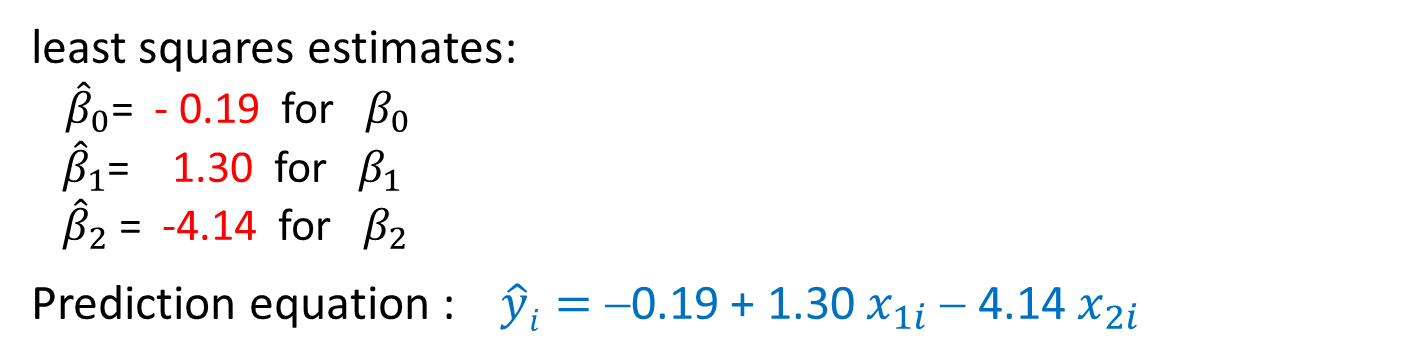 least squares estimates:
β̂₀= - 0.19 for β₀
β̂₁= 1.30 for β₁
β̂₂ = -4.14 for β₂
Prediction equation : ŷᵢ = −0.19 + 1.30 x₁ᵢ − 4.14 x₂ᵢ